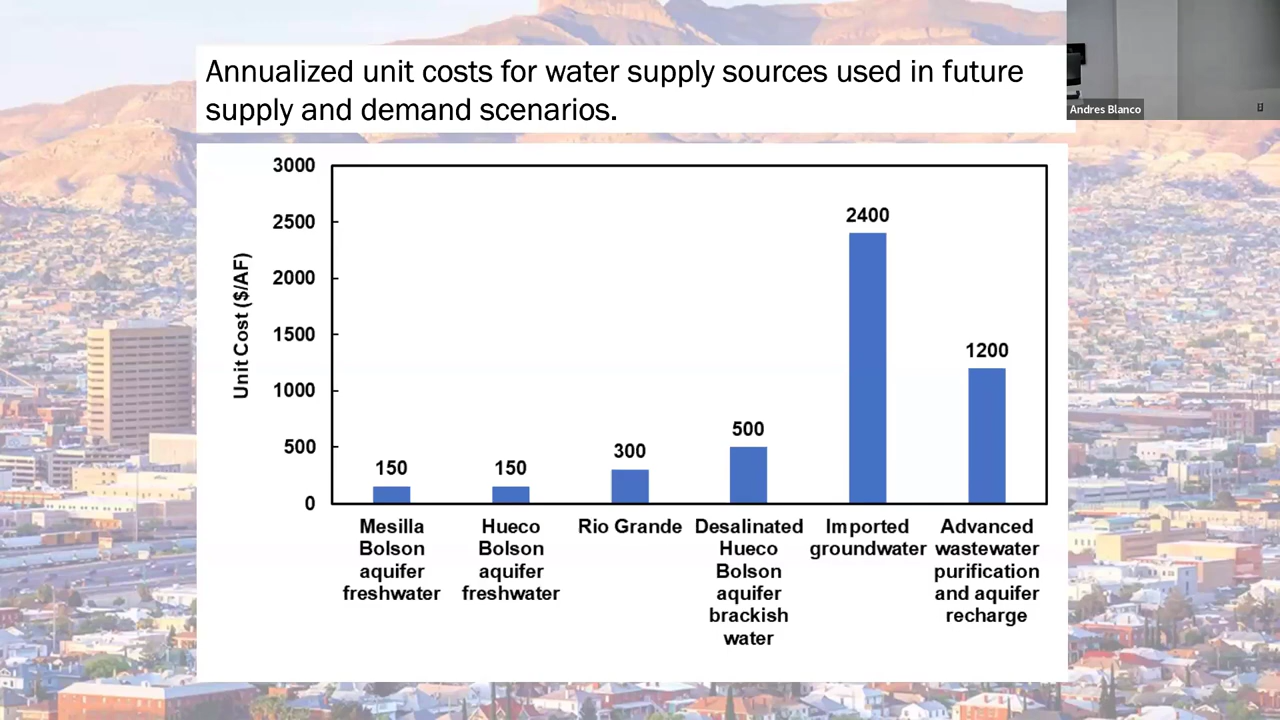 Annualized unit costs for water supply sources used in future
supply and demand scenarios.
Andres Blanco
3000
2500
2000
1500
1000
500
0
Unit Cost ($/AF)
150
150
300
500
2400
1200
Mesilla
Bolson
aquifer
freshwater
Hueco
Bolson
aquifer
freshwater
Rio Grande
Desalinated
Hueco
Bolson
aquifer
brackish
water
Imported
groundwater
Advanced
wastewater
purification
and aquifer
recharge